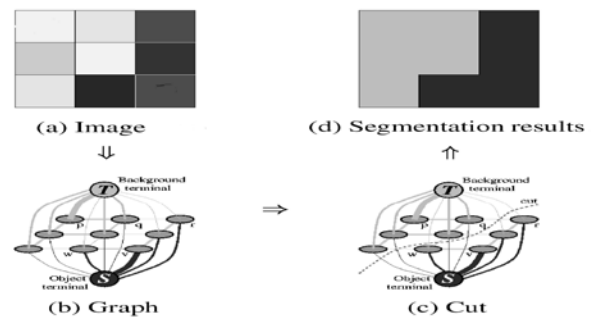 (a) Image
(d) Segmentation results
Background
terminal
T
p
q
r
w
v
Object
terminal
S
(b) Graph
Background
terminal
T
cut
p
q
r
w
v
Object
terminal
S
(c) Cut